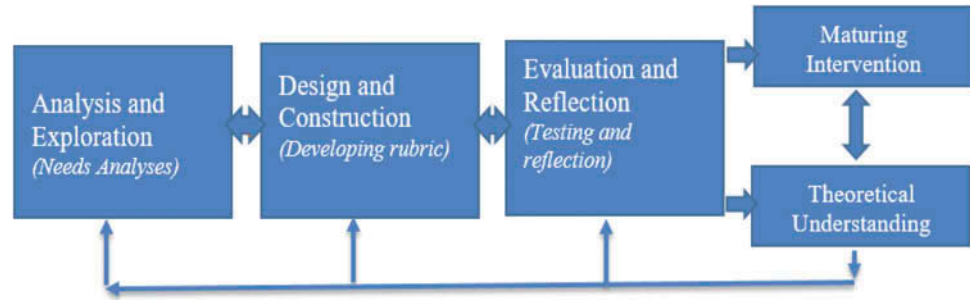 Analysis and
Exploration
(Needs Analyses)
Design and
Construction
(Developing rubric)
Evaluation and
Reflection
(Testing and
reflection)
Maturing
Intervention
Theoretical
Understanding